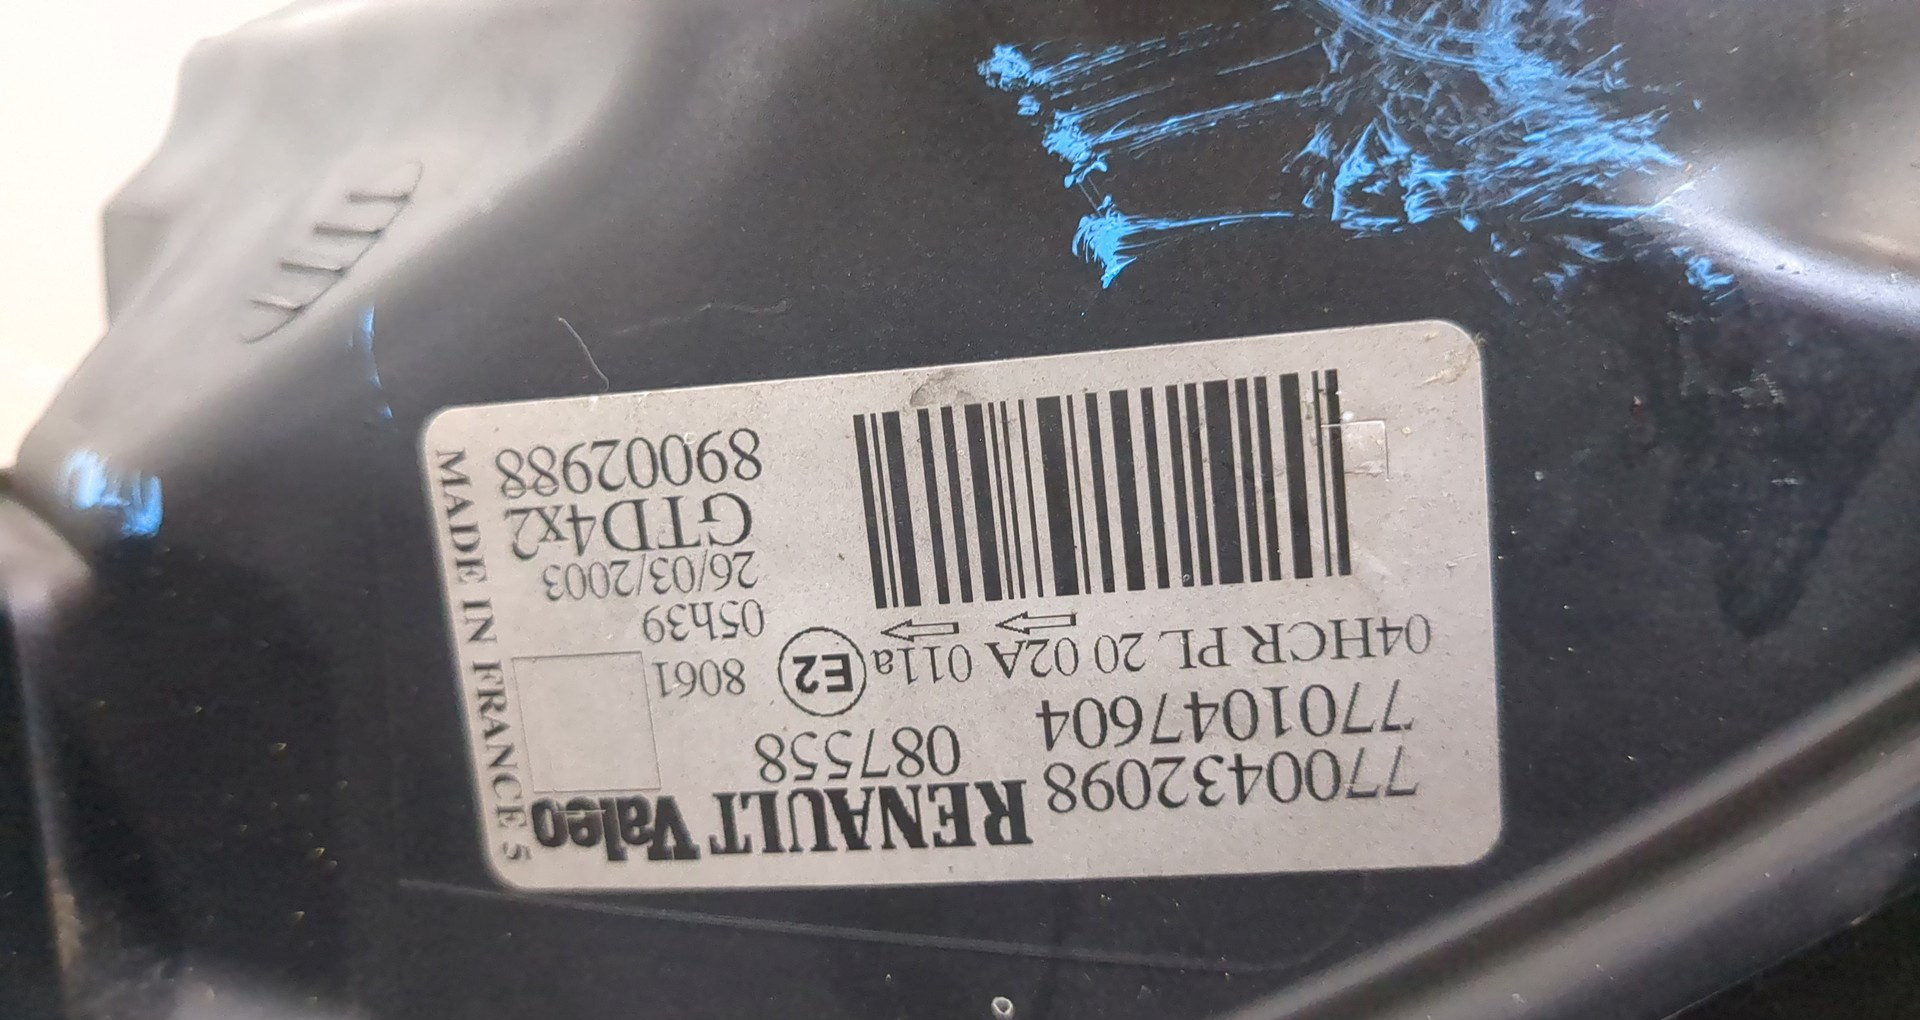 7700432098 RENAULT Valeo
7701047604 087558
04HCR PL 20 02A 011a E2 8061
05h39
26/03/2003
GTD4x2
89002988
MADE IN FRANCE 5